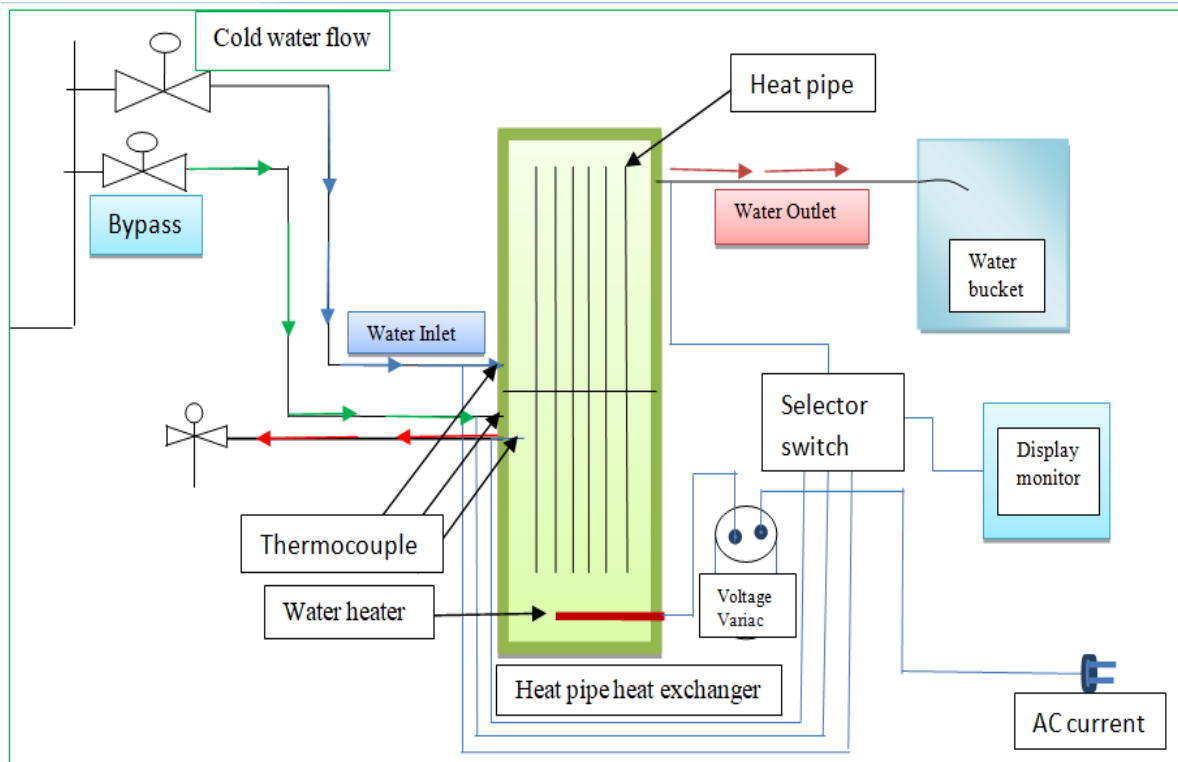 Cold water flow
Heat pipe
Bypass
Water Outlet
Water
bucket
Water Inlet
Selector
switch
Display
monitor
Thermocouple
Voltage
Variac
Water heater
Heat pipe heat exchanger
AC current